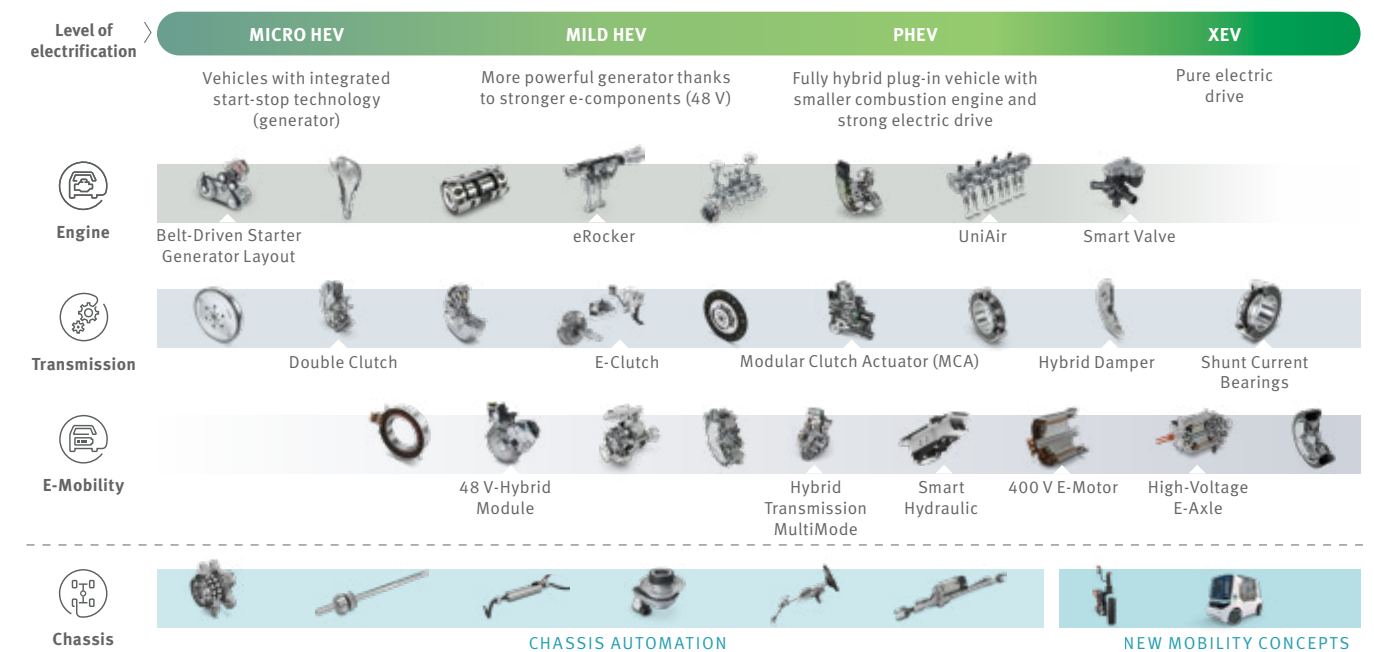 Level of
electrification
MICRO HEV
MILD HEV
PHEV
XEV
Vehicles with integrated
start-stop technology
(generator)
More powerful generator thanks
to stronger e-components (48 V)
Fully hybrid plug-in vehicle with
smaller combustion engine and
strong electric drive
Pure electric
drive
Engine
Belt-Driven Starter
Generator Layout
eRocker
UniAir
Smart Valve
Transmission
Double Clutch
E-Clutch
Modular Clutch Actuator (MCA)
Hybrid Damper
Shunt Current
Bearings
E-Mobility
48 V-Hybrid
Module
Hybrid
Transmission
MultiMode
Smart
Hydraulic
400 V E-Motor
High-Voltage
E-Axle
Chassis
CHASSIS AUTOMATION
NEW MOBILITY CONCEPTS